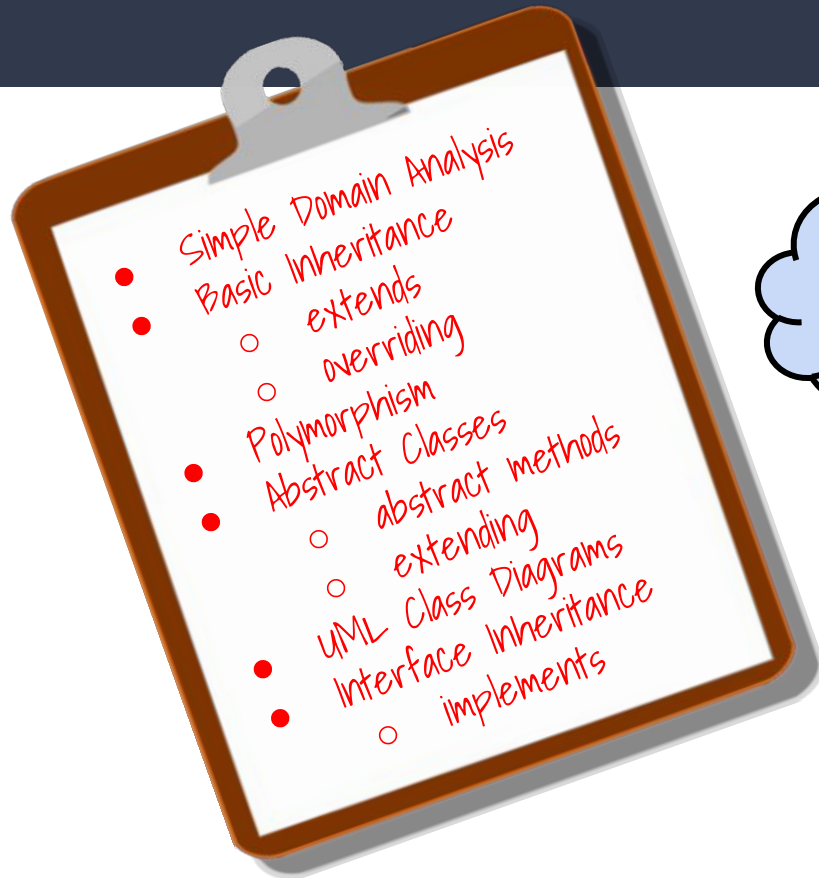 ● Simple Domain Analysis
● Basic Inheritance
○ extends
○ overriding
● Polymorphism
● Abstract Classes
○ abstract methods
○ extending
● UML Class Diagrams
● Interface Inheritance
○ implements